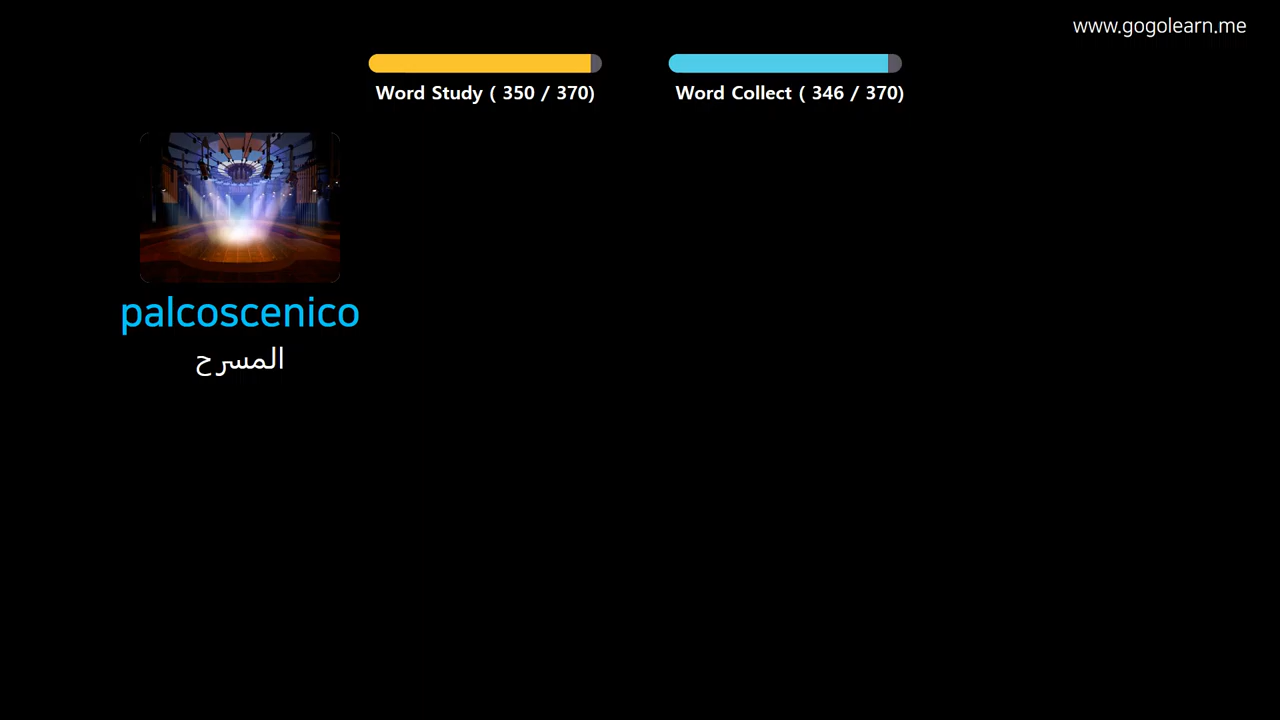 www.gogolearn.me
Word Study ( 350 / 370)
Word Collect ( 346 / 370)
palcoscenico
المسرح